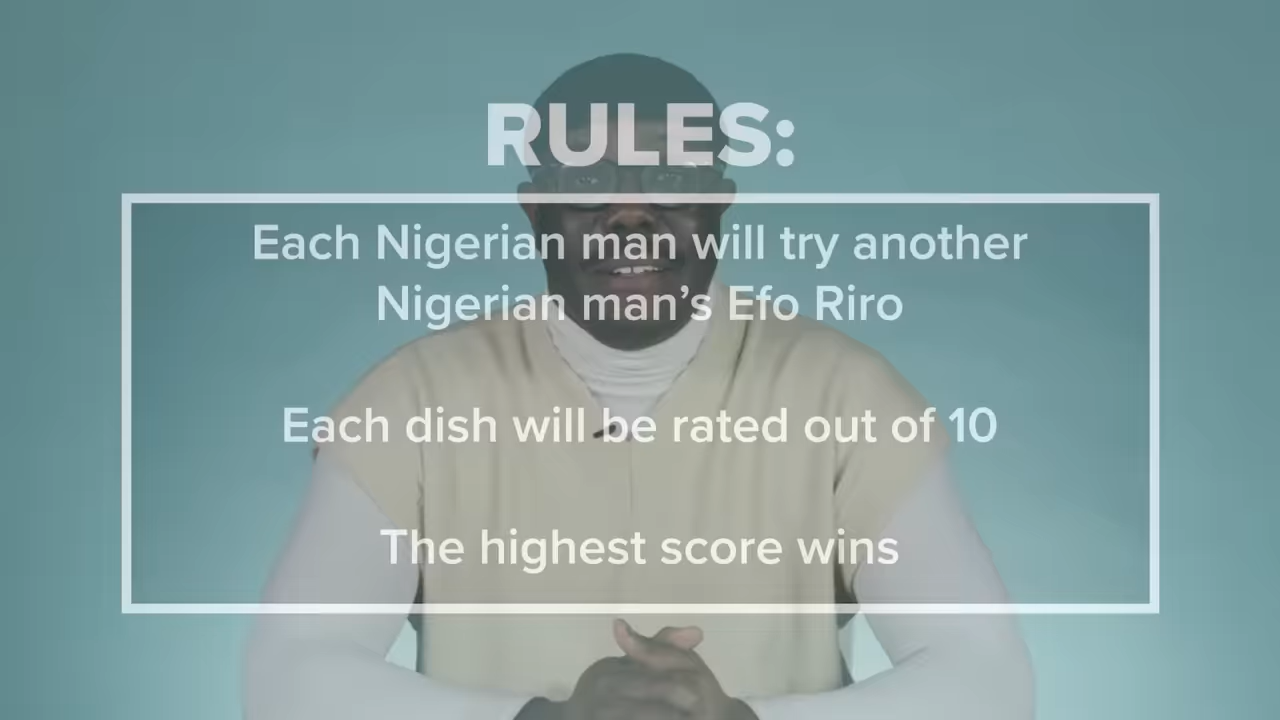 RULES:
Each Nigerian man will try another
Nigerian man’s Efo Riro
Each dish will be rated out of 10
The highest score wins